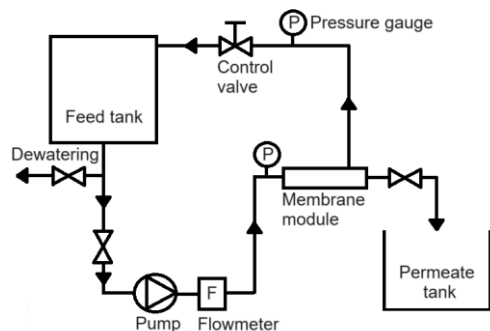 P Pressure gauge
Control
valve
Feed tank
Dewatering
P
Membrane
module
F
Pump
Flowmeter
Permeate
tank